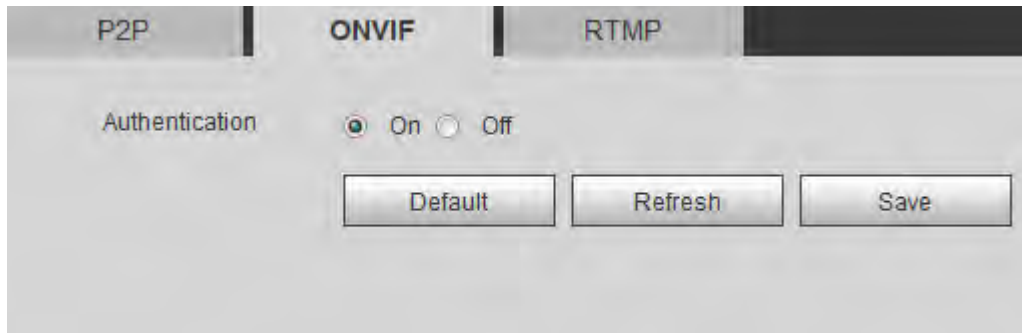 P2P ONVIF RTMP
Authentication On Off
Default Refresh Save